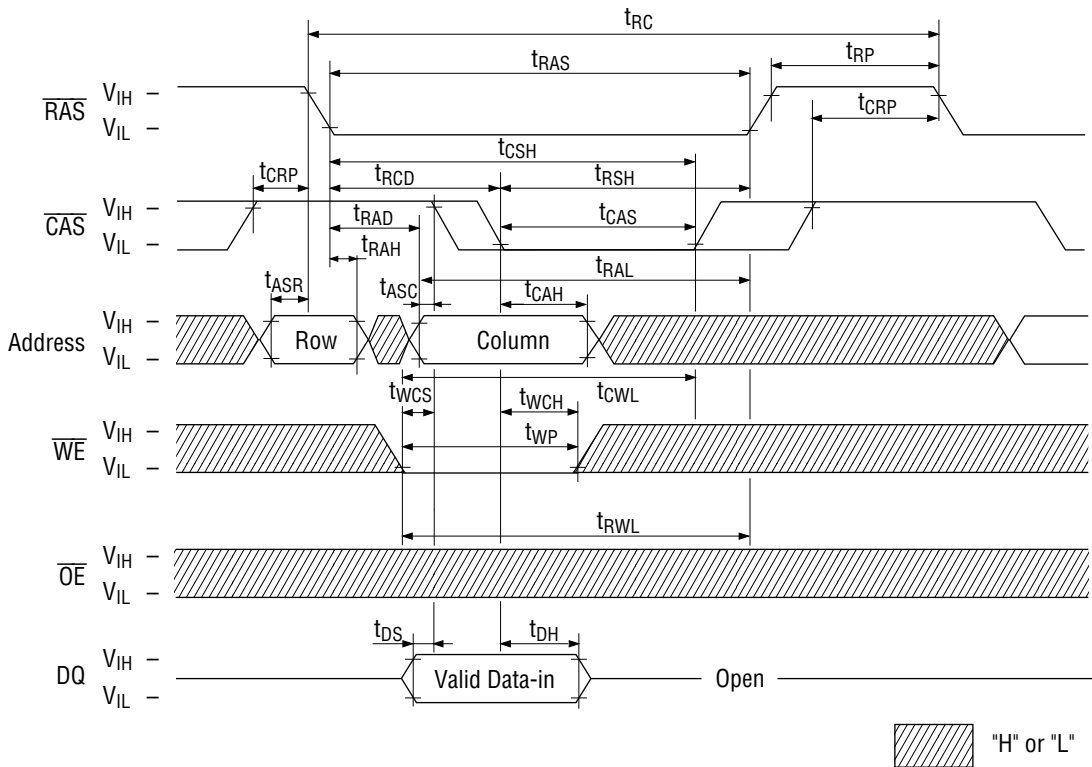 tRC
tRAS
tRP
RAS
VIH
VIL
tCRP
tCSH
tCRP
tRCD
tRSH
CAS
VIH
VIL
tRAD
tCAS
tRAH
tRAL
tASR
tASC
tCAH
Address
VIH
VIL
Row
Column
tCWL
tWCS
tWCH
WE
VIH
VIL
tWP
tRWL
OE
VIH
VIL
tDS
tDH
DQ
VIH
VIL
Valid Data-in
Open
"H" or "L"